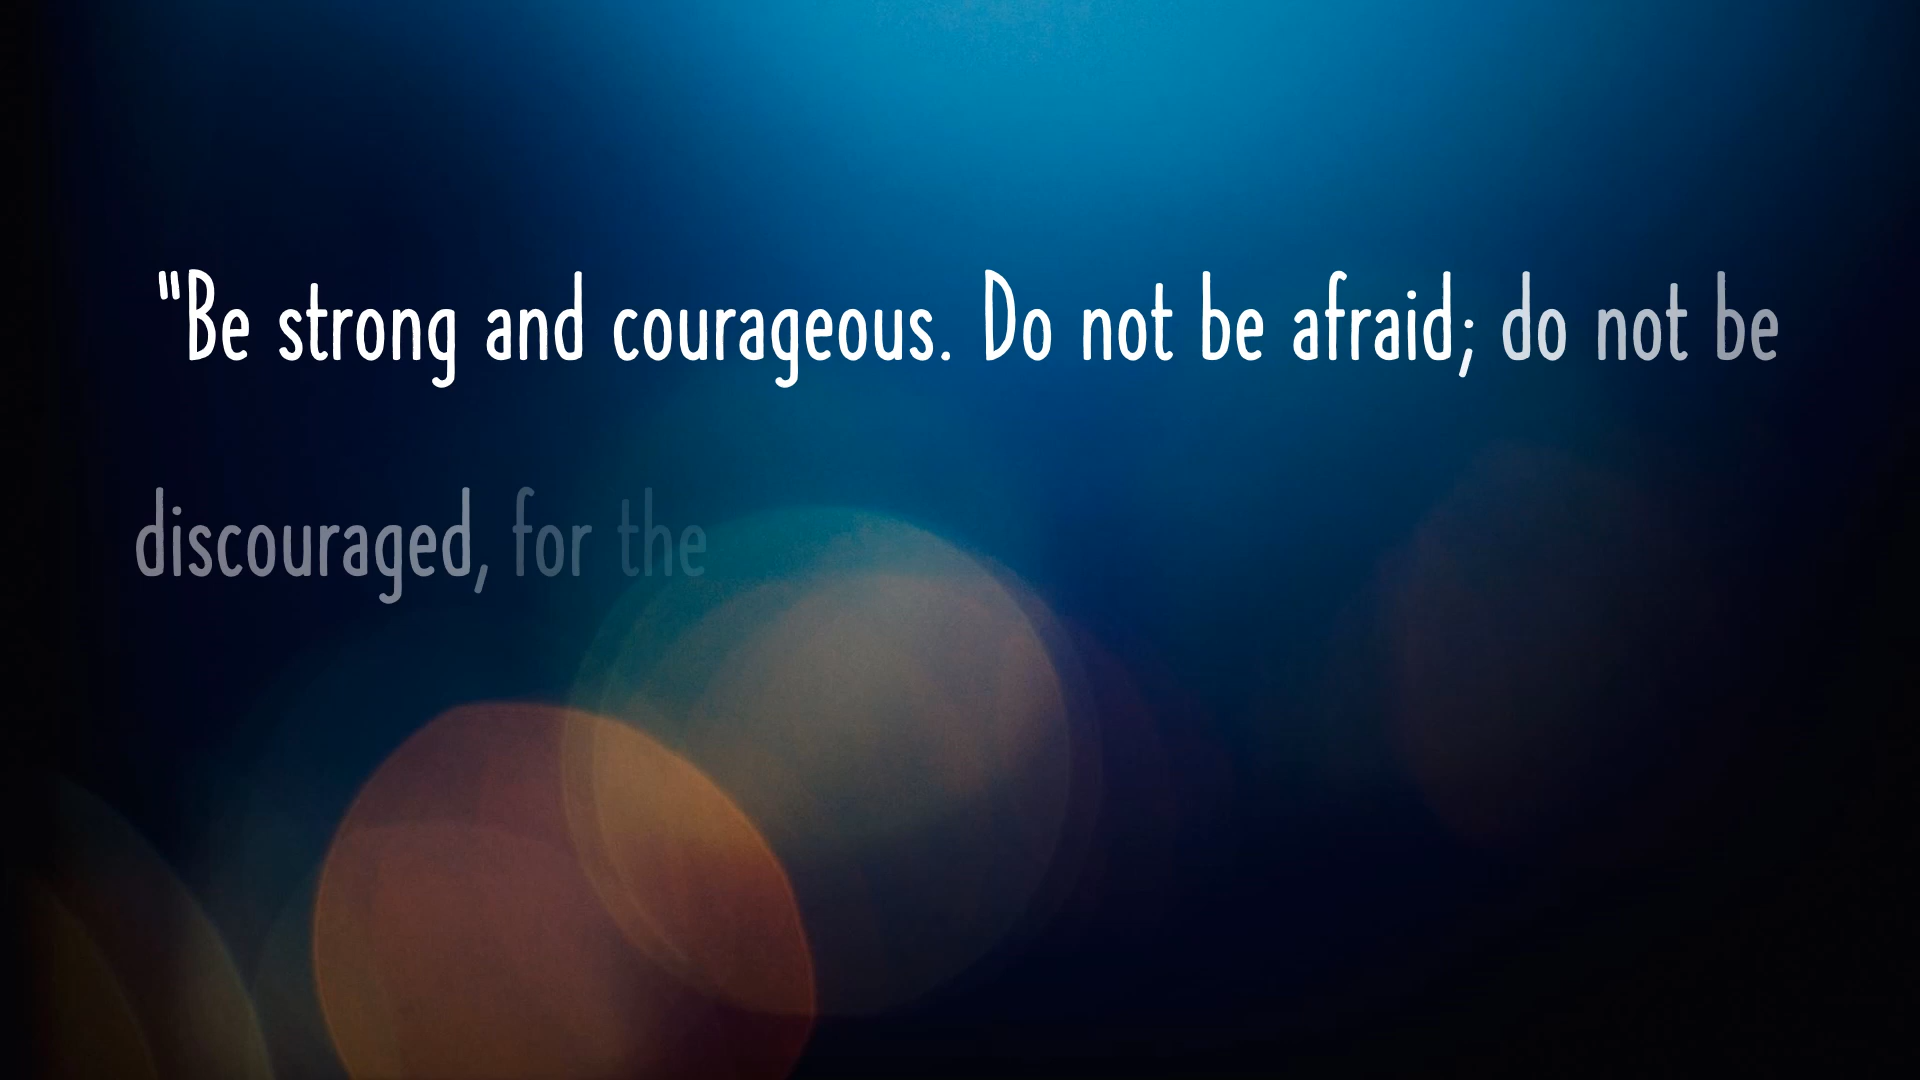 "Be strong and courageous. Do not be afraid; do not be
discouraged, for the